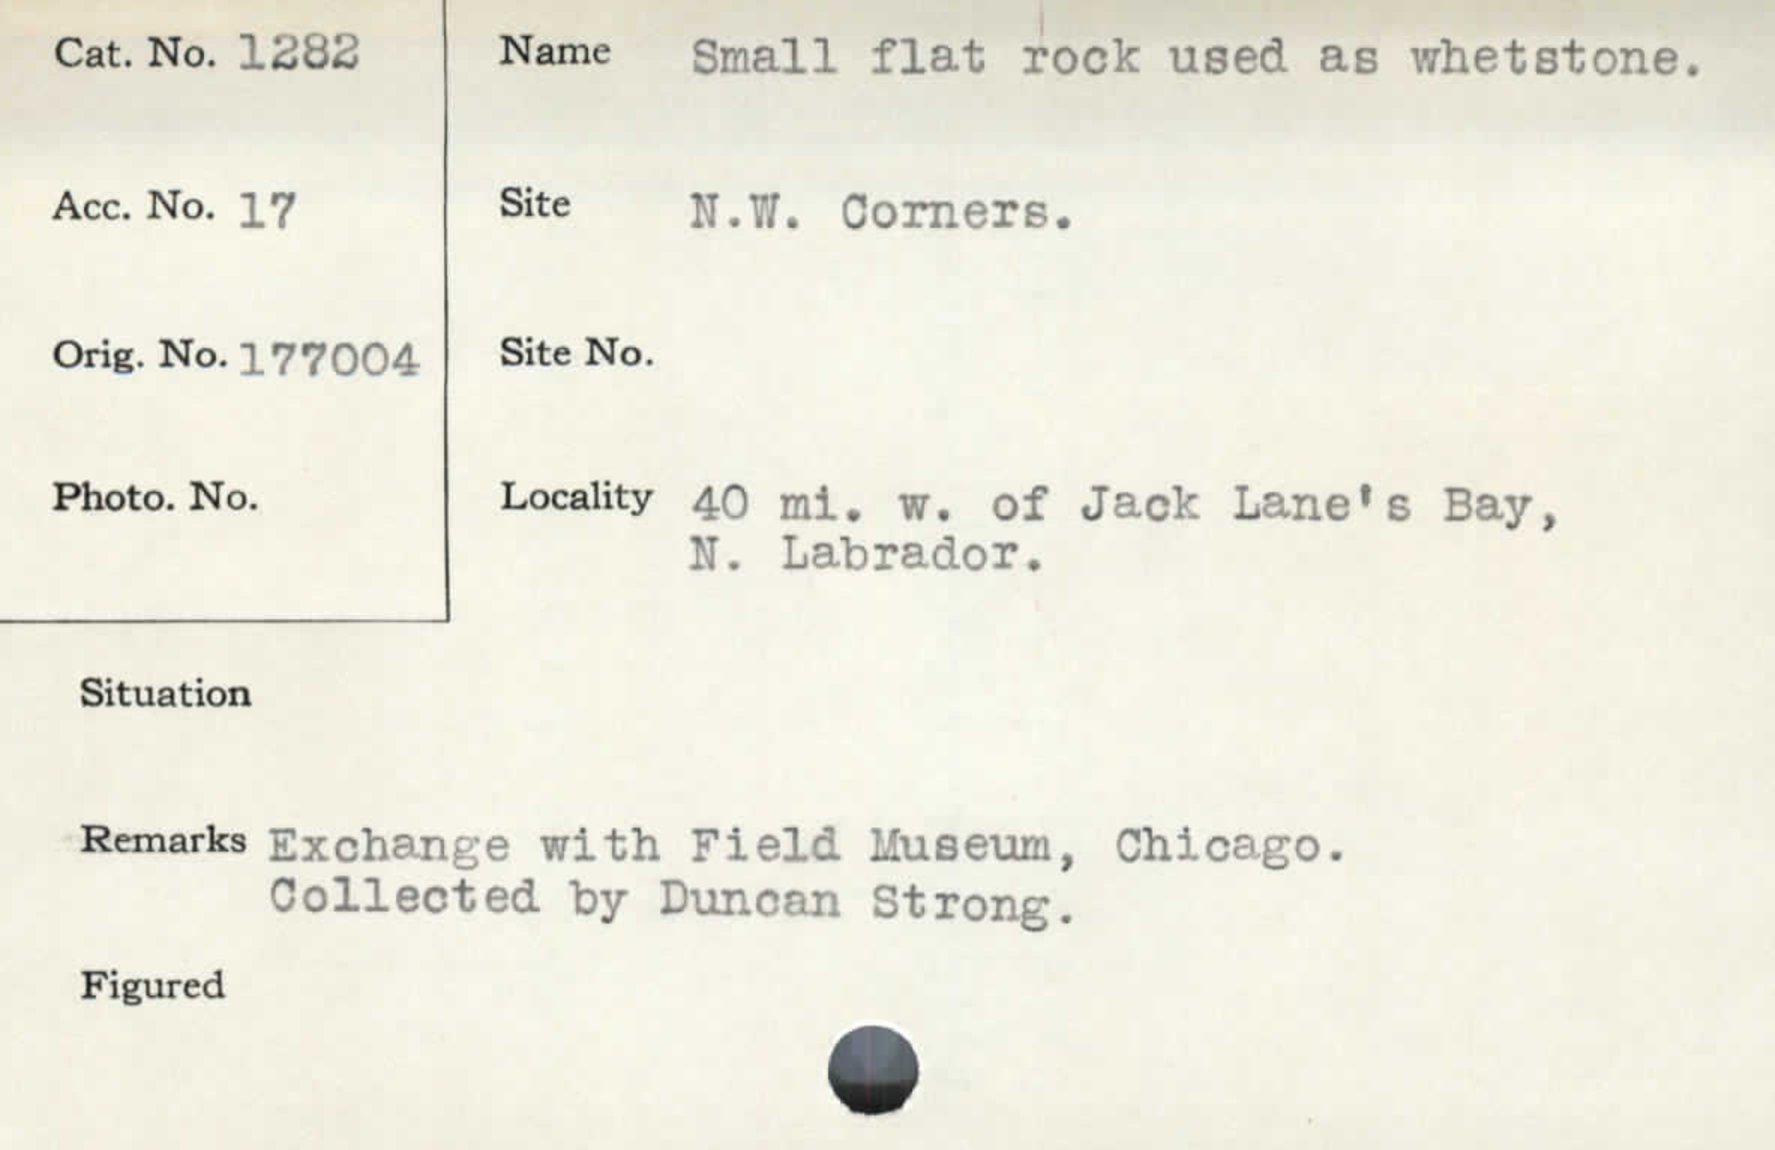 Cat. No. 1282
Name Small flat rock used as whetstone.
Acc. No. 17
Site N.W. Corners.
Orig. No. 177004
Site No.
Photo. No.
Locality 40 mi. w. of Jack Lane's Bay,
N. Labrador.
Situation
Remarks Exchange with Field Museum, Chicago.
Collected by Duncan Strong.
Figured